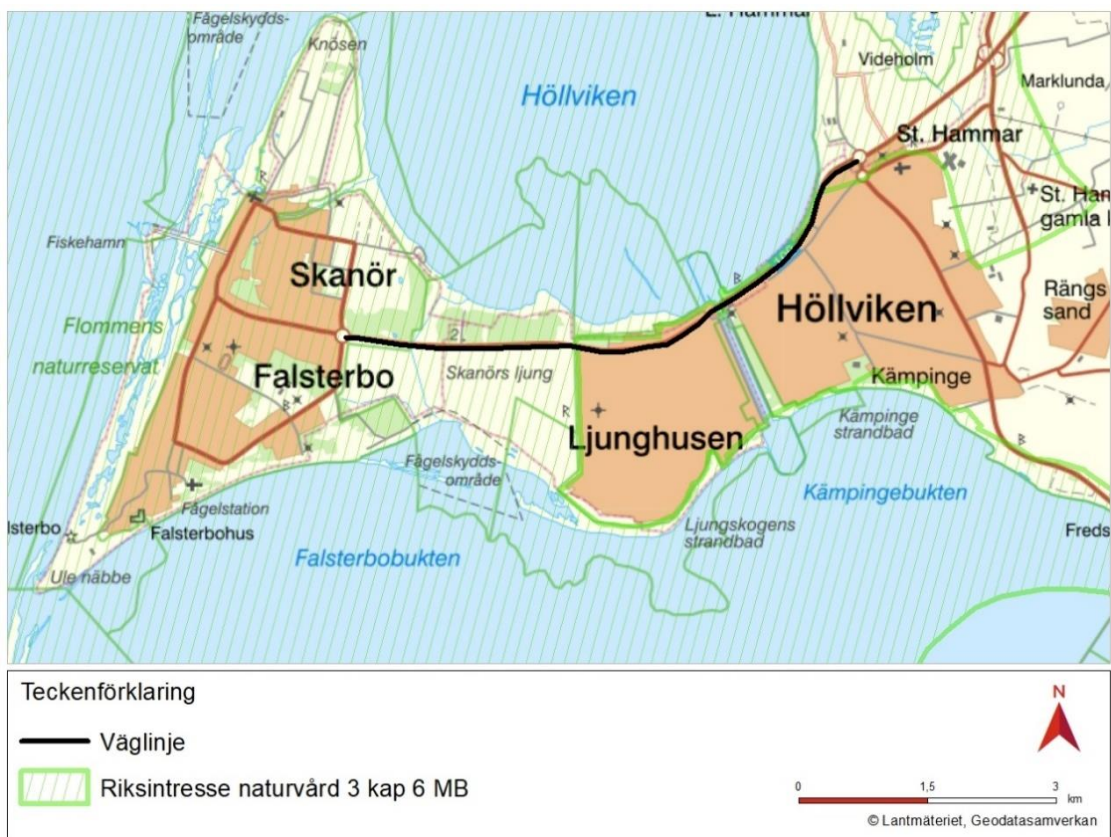 Fågelskydds-
område
Knösen
Höllviken
Videholm
Marklunda
St. Hammar
gamla
Fiskehamn
Skanör
Höllviken
Rängs
sand
Flommens
naturreservat
Falsterbo
Skanörs ljung
Kämpinge
Ljunghusen
Kämpinge
strandbad
Fågelskydds-
område
Kämpingebukten
Fågelstation
Falsterbohus
Ljungskogens
strandbad
Falsterbobukten
Ule näbbe
Teckenförklaring
Väglinje
Riksintresse naturvård 3 kap 6 MB
N
0 1,5 3
km
© Lantmäteriet, Geodatasamverkan